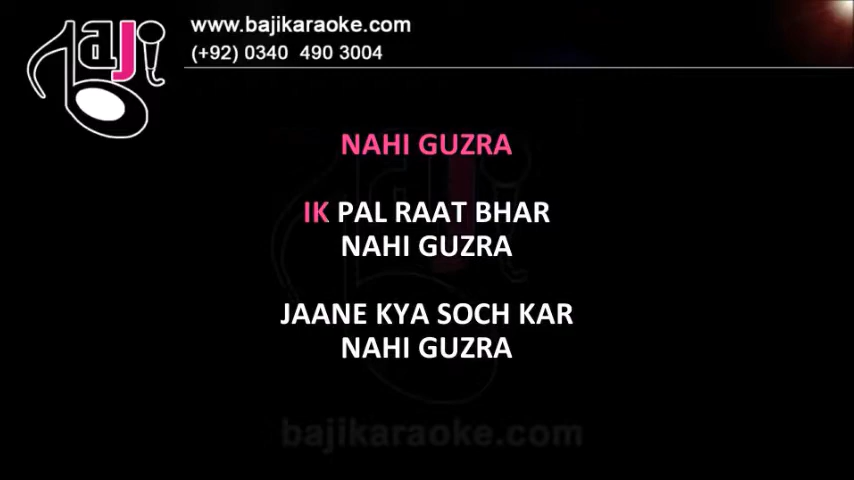 www.bajikaraoke.com
(+92) 0340 490 3004
baji
NAHI GUZRA
IK PAL RAAT BHAR
NAHI GUZRA
JAANE KYA SOCH KAR
NAHI GUZRA
bajikaraoke.com